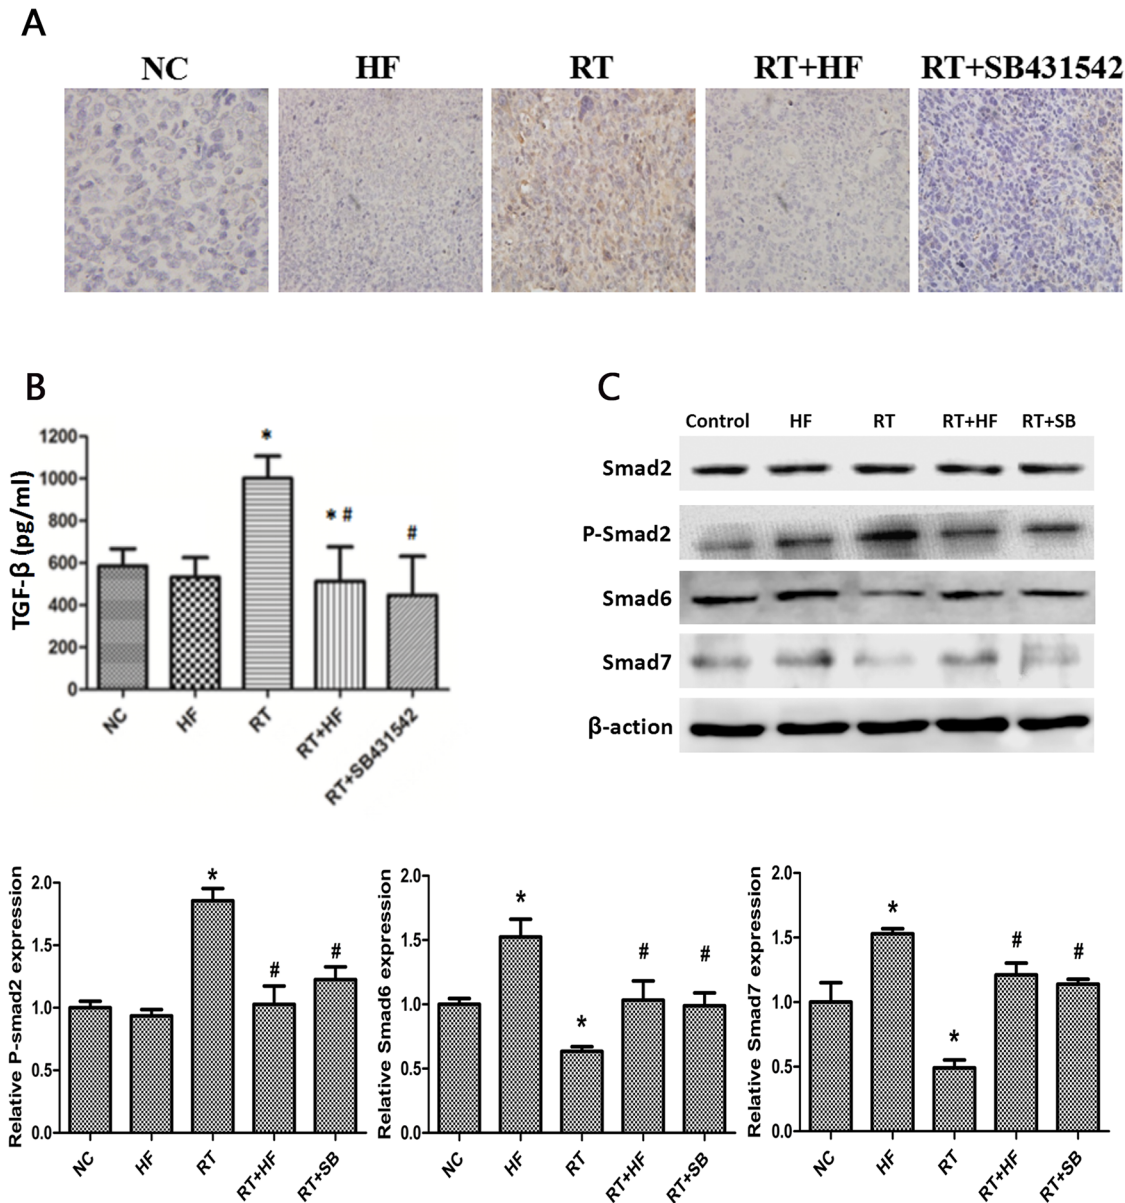 A
NC HF RT RT+HF RT+SB431542
B
TGF-β (pg/ml)
1200
1000
800
600
400
200
0
* * # #
NC HF RT RT+HF RT+SB431542
C
Control HF RT RT+HF RT+SB
Smad2
P-Smad2
Smad6
Smad7
β-action
Relative P-smad2 expression
2.0
1.5
1.0
0.5
0.0
* # #
NC HF RT RT+HF RT+SB
Relative Smad6 expression
2.0
1.5
1.0
0.5
0.0
* * # #
NC HF RT RT+HF RT+SB
Relative Smad7 expression
2.0
1.5
1.0
0.5
0.0
* * # #
NC HF RT RT+HF RT+SB